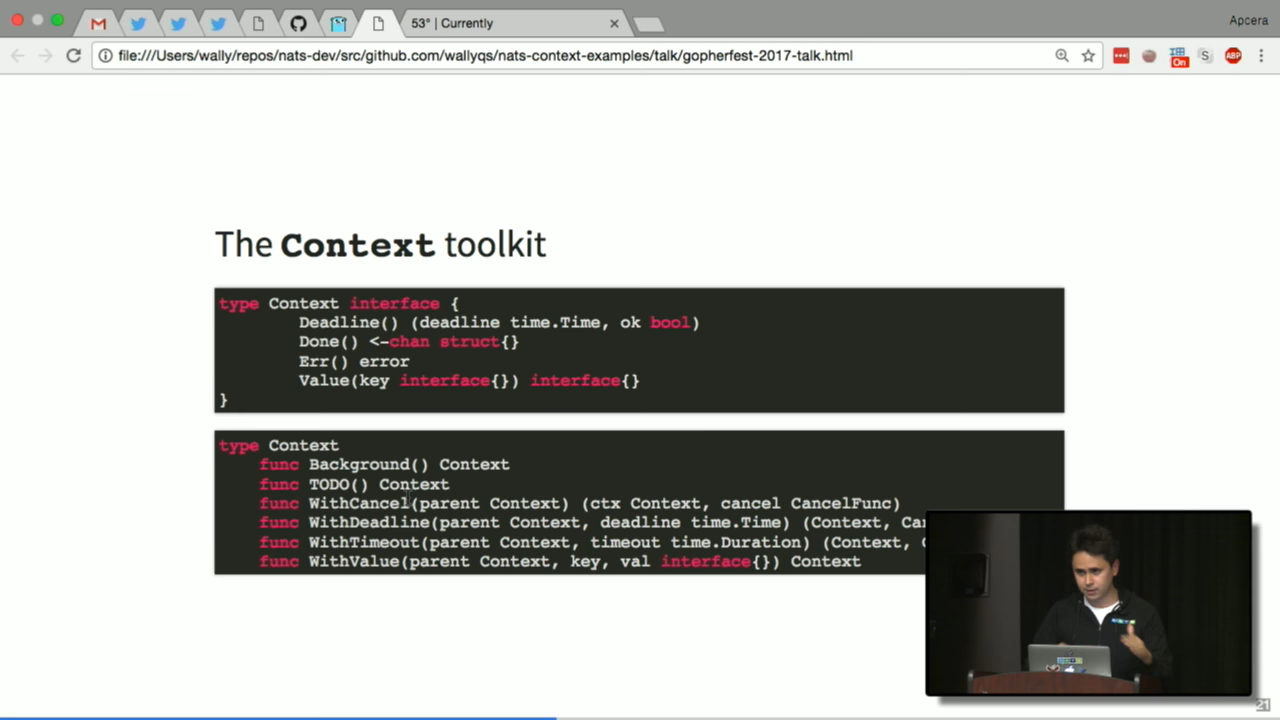 53° | Currently
Apcera
file:///Users/wally/repos/nats-dev/src/github.com/wallyqs/nats-context-examples/talk/gopherfest-2017-talk.html
On
S
ABP
The Context toolkit
type Context interface {
Deadline() (deadline time.Time, ok bool)
Done() <-chan struct{}
Err() error
Value(key interface{}) interface{}
}
type Context
func Background() Context
func TODO() Context
func WithCancel(parent Context) (ctx Context, cancel CancelFunc)
func WithDeadline(parent Context, deadline time.Time) (Context, Ca
func WithTimeout(parent Context, timeout time.Duration) (Context, C
func WithValue(parent Context, key, val interface{}) Context
21